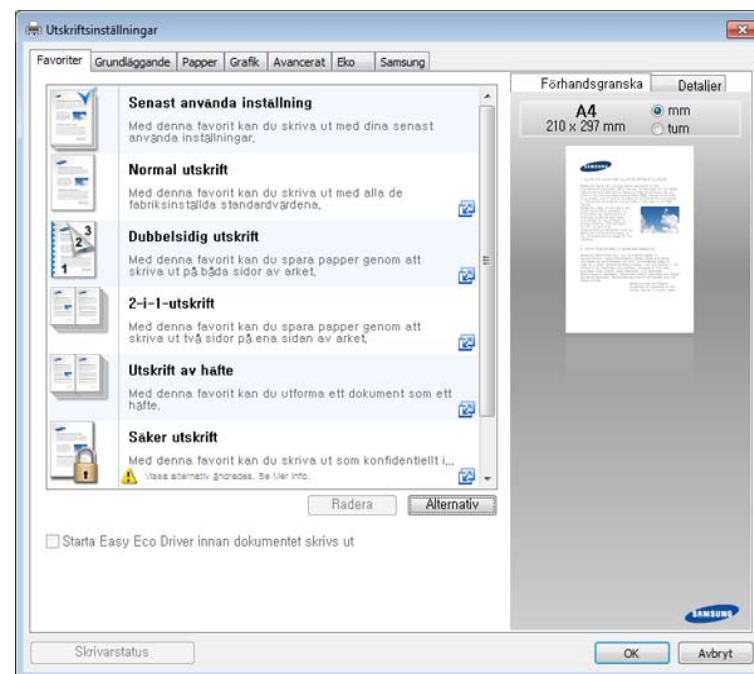 Utskriftsinställningar
Favoriter Grundläggande Papper Grafik Avancerat Eko Samsung
Senast använda inställning
Med denna favorit kan du skriva ut med dina senast
använda inställningar.
Normal utskrift
Med denna favorit kan du skriva ut med alla de
fabriksinställda standardvärdena.
Dubbelsidig utskrift
Med denna favorit kan du spara papper genom att
skriva ut på båda sidor av arket.
2-i-1-utskrift
Med denna favorit kan du spara papper genom att
skriva ut två sidor på ena sidan av arket.
Utskrift av häfte
Med denna favorit kan du utforma ett dokument som ett
häfte.
Säker utskrift
Med denna favorit kan du skriva ut som konfidentiellt i...
Vissa alternativ ändrades. Se Mer info.
Radera Alternativ
Starta Easy Eco Driver innan dokumentet skrivs ut
Skrivarstatus
Förhandsgranska Detaljer
A4
210 x 297 mm
mm
tum
1 2 3
SAMSUNG
SAMSUNG
OK Avbryt